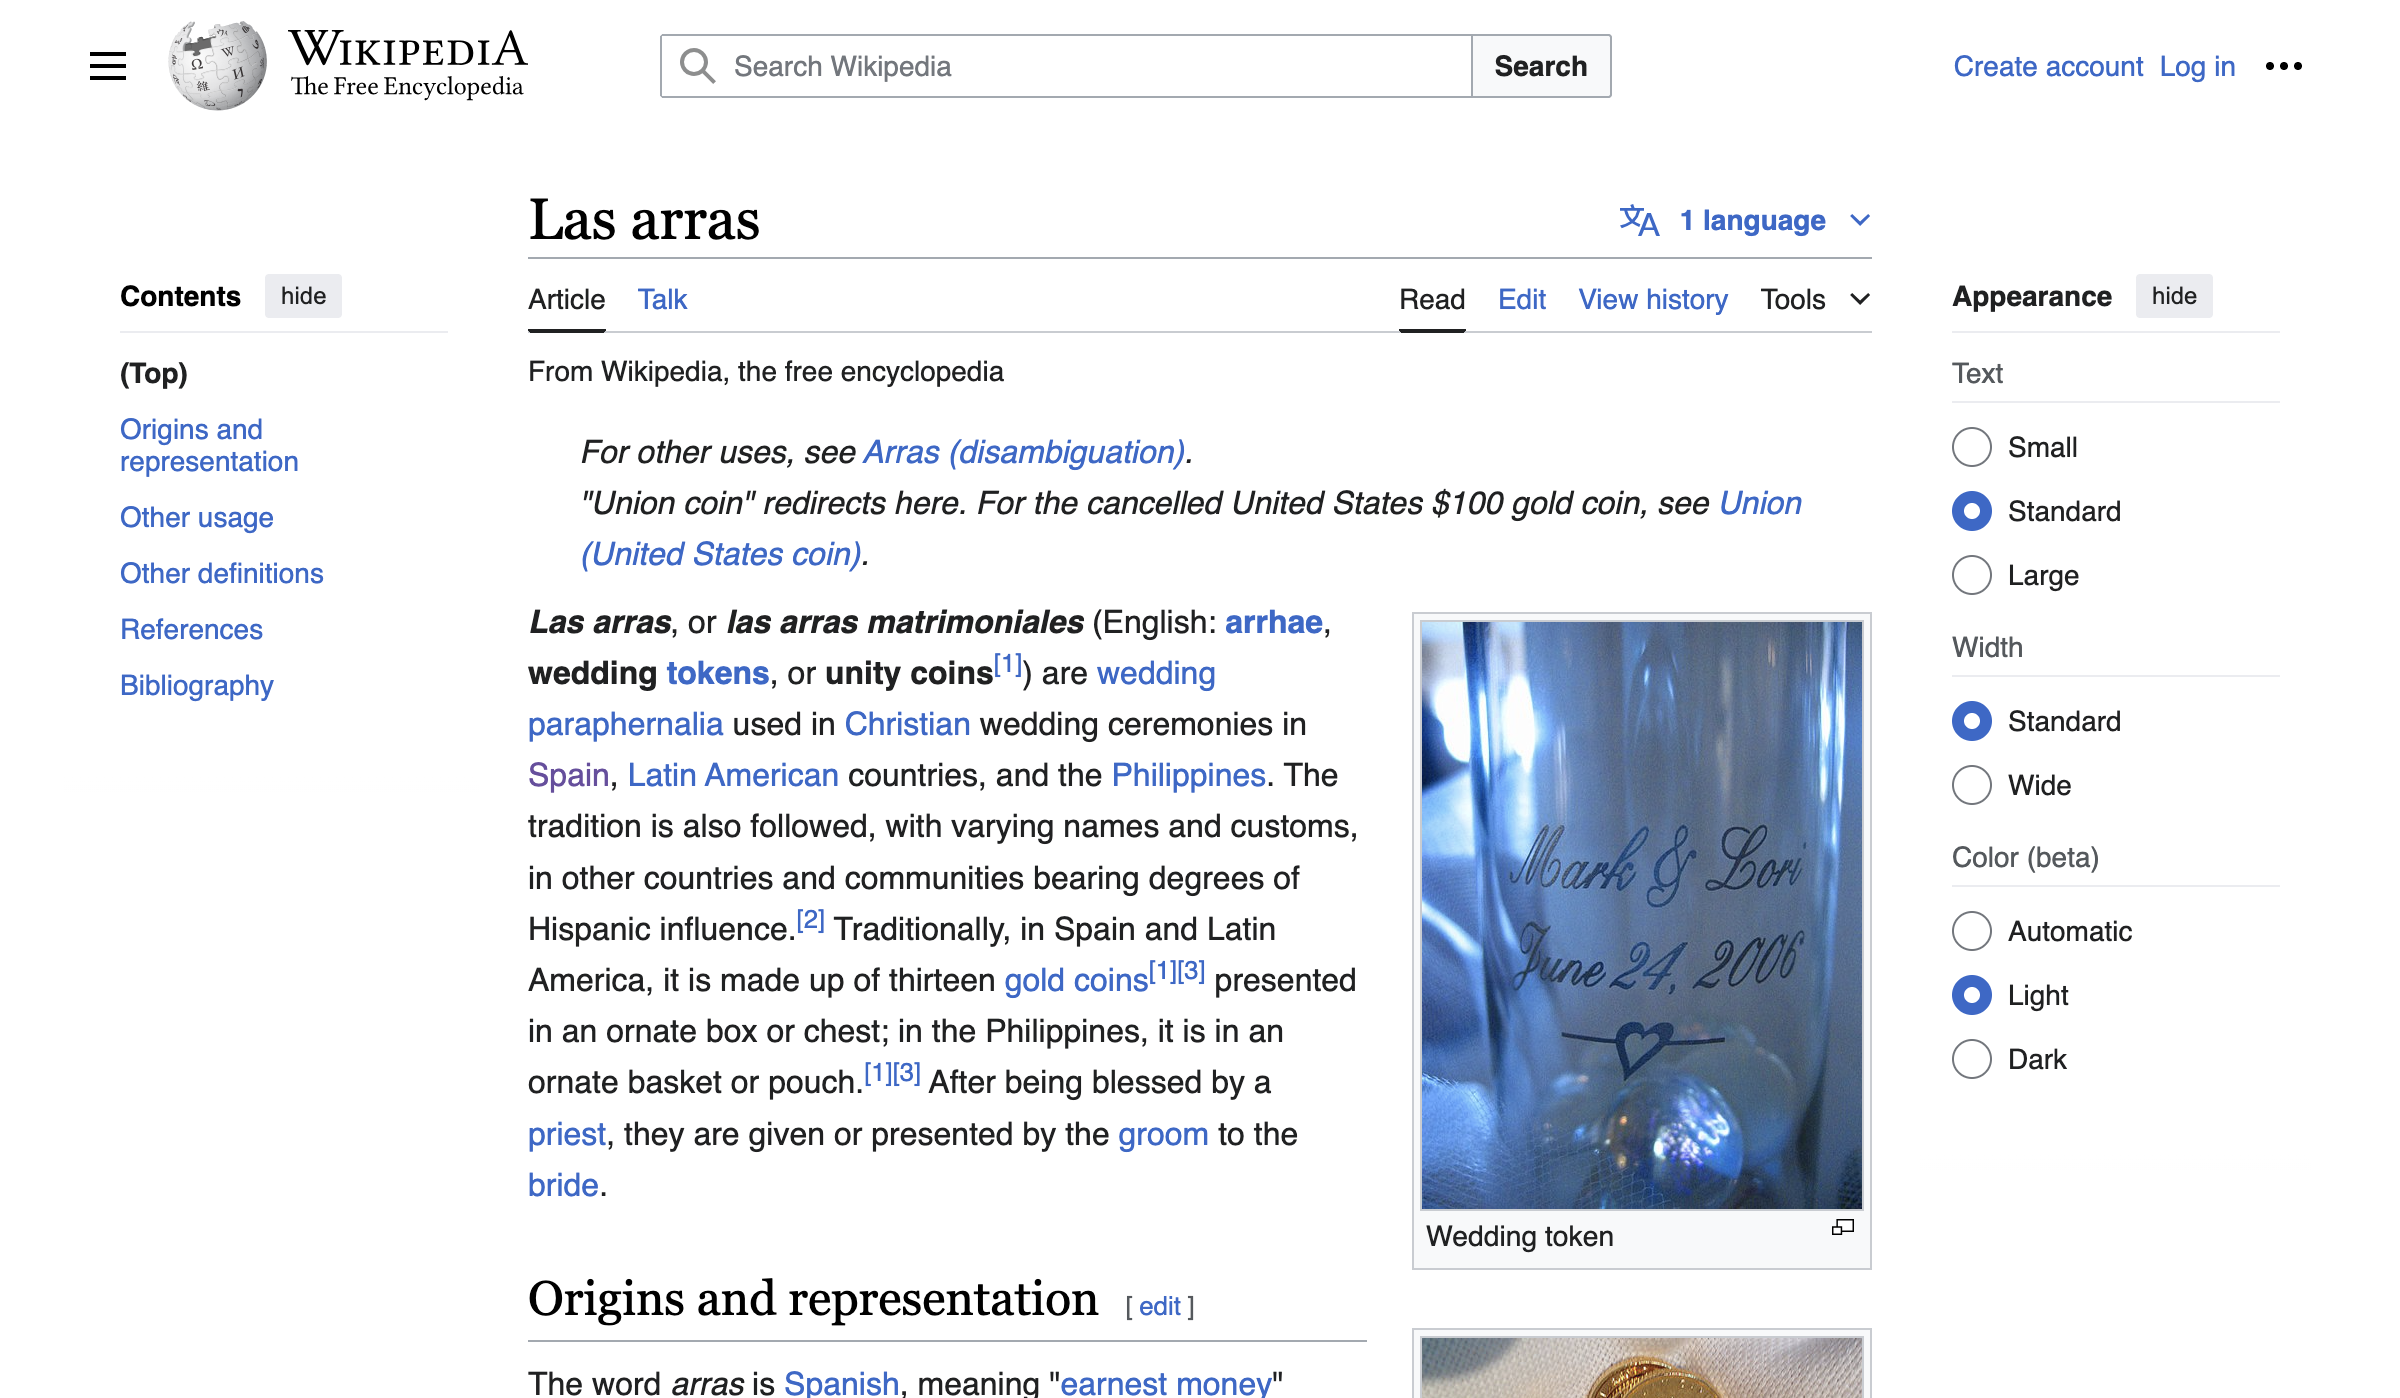 WIKIPEDIA
The Free Encyclopedia
Search Wikipedia
Search
Create account Log in
Las arras
1 language
Contents hide
(Top)
Origins and
representation
Other usage
Other definitions
References
Bibliography
Article Talk
Read Edit View history Tools
From Wikipedia, the free encyclopedia
For other uses, see Arras (disambiguation).
"Union coin" redirects here. For the cancelled United States $100 gold coin, see Union
(United States coin).
Las arras, or las arras matrimoniales (English: arrhae,
wedding tokens, or unity coins[1]) are wedding
paraphernalia used in Christian wedding ceremonies in
Spain, Latin American countries, and the Philippines. The
tradition is also followed, with varying names and customs,
in other countries and communities bearing degrees of
Hispanic influence.[2] Traditionally, in Spain and Latin
America, it is made up of thirteen gold coins[1][3] presented
in an ornate box or chest; in the Philippines, it is in an
ornate basket or pouch.[1][3] After being blessed by a
priest, they are given or presented by the groom to the
bride.
Mark & Lori
June 24, 2006
Wedding token
Origins and representation [ edit ]
The word arras is Spanish, meaning "earnest money"
Appearance hide
Text
Small
Standard
Large
Width
Standard
Wide
Color (beta)
Automatic
Light
Dark